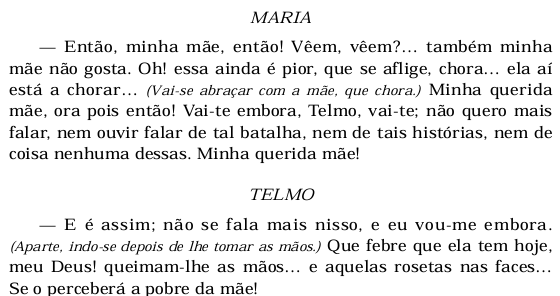 MARIA
— Então, minha mãe, então! Vêem, vêem?... também minha
mãe não gosta. Oh! essa ainda é pior, que se aflige, chora... ela aí
está a chorar... (Vai-se abraçar com a mãe, que chora.) Minha querida
mãe, ora pois então! Vai-te embora, Telmo, vai-te; não quero mais
falar, nem ouvir falar de tal batalha, nem de tais histórias, nem de
coisa nenhuma dessas. Minha querida mãe!
TELMO
— E é assim; não se fala mais nisso, e eu vou-me embora.
(Aparte, indo-se depois de lhe tomar as mãos.) Que febre que ela tem hoje,
meu Deus! queimam-lhe as mãos... e aquelas rosetas nas faces...
Se o perceberá a pobre da mãe!